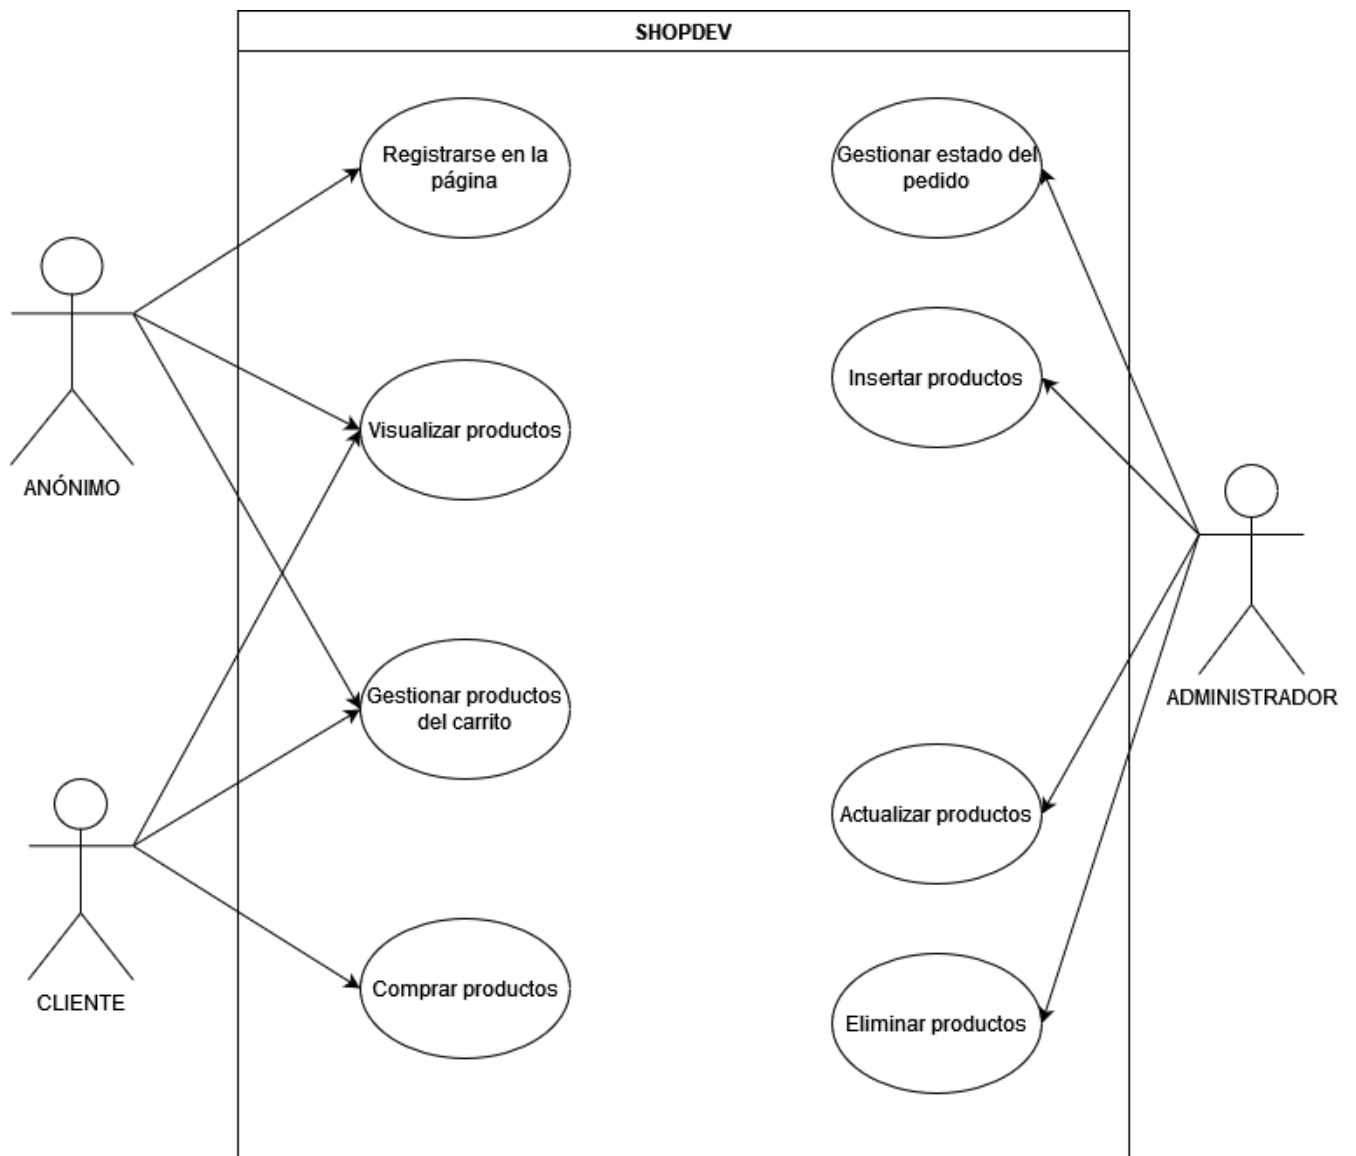 SHOPDEV
Registrarse en la
página
Gestionar estado del
pedido
Insertar productos
Visualizar productos
ANÓNIMO
Gestionar productos
del carrito
ADMINISTRADOR
Actualizar productos
Comprar productos
CLIENTE
Eliminar productos